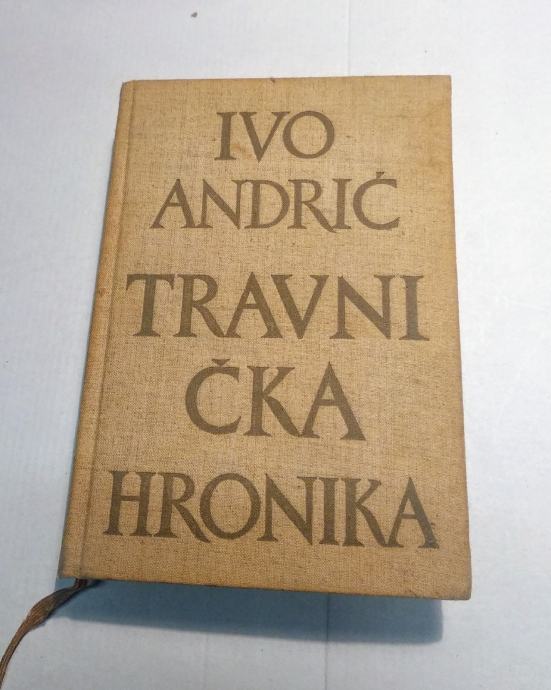 IVO
ANDRIĆ
TRAVNI
ČKA
HRONIKA